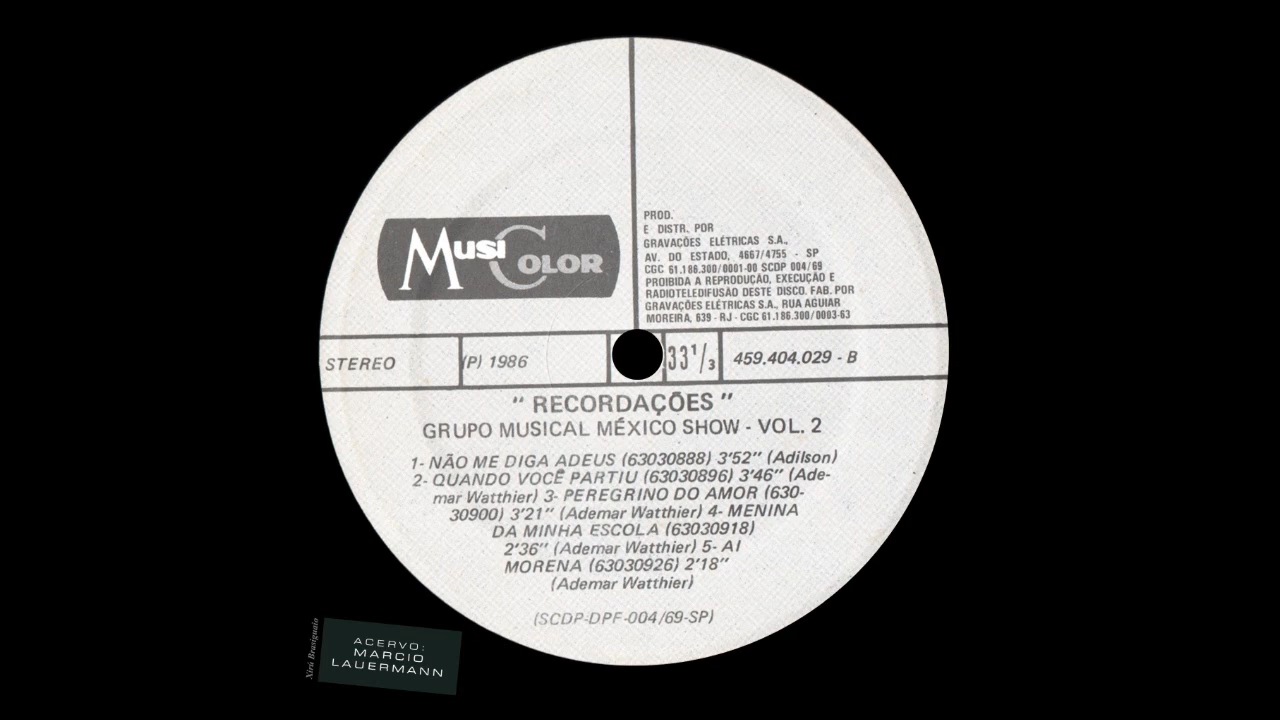 MUSICOLOR
PROD.
E DISTR. POR
GRAVAÇÕES ELÉTRICAS S.A.,
AV. DO ESTADO, 4667/4755 - SP
CGC 61.186.300/0001-00 SCDP 004/69
PROIBIDA A REPRODUÇÃO, EXECUÇÃO E
RADIOTELEDIFUSÃO DESTE DISCO. FAB. POR
GRAVAÇÕES ELÉTRICAS S.A., RUA AGUIAR
MOREIRA, 639 - RJ - CGC 61.186.300/0003-63
STEREO (P) 1986 33 1/3 459.404.029 - B
" RECORDAÇÕES "
GRUPO MUSICAL MÉXICO SHOW - VOL. 2
1- NÃO ME DIGA ADEUS (63030888) 3'52" (Adilson)
2- QUANDO VOCÊ PARTIU (63030896) 3'46" (Ade-
mar Watthier) 3- PEREGRINO DO AMOR (630-
30900) 3'21" (Ademar Watthier) 4- MENINA
DA MINHA ESCOLA (63030918)
2'36" (Ademar Watthier) 5- AI
MORENA (63030926) 2'18"
(Ademar Watthier)
(SCDP-DPF-004/69-SP)
Xirú Brasiguaio
ACERVO:
MARCIO
LAUERMANN